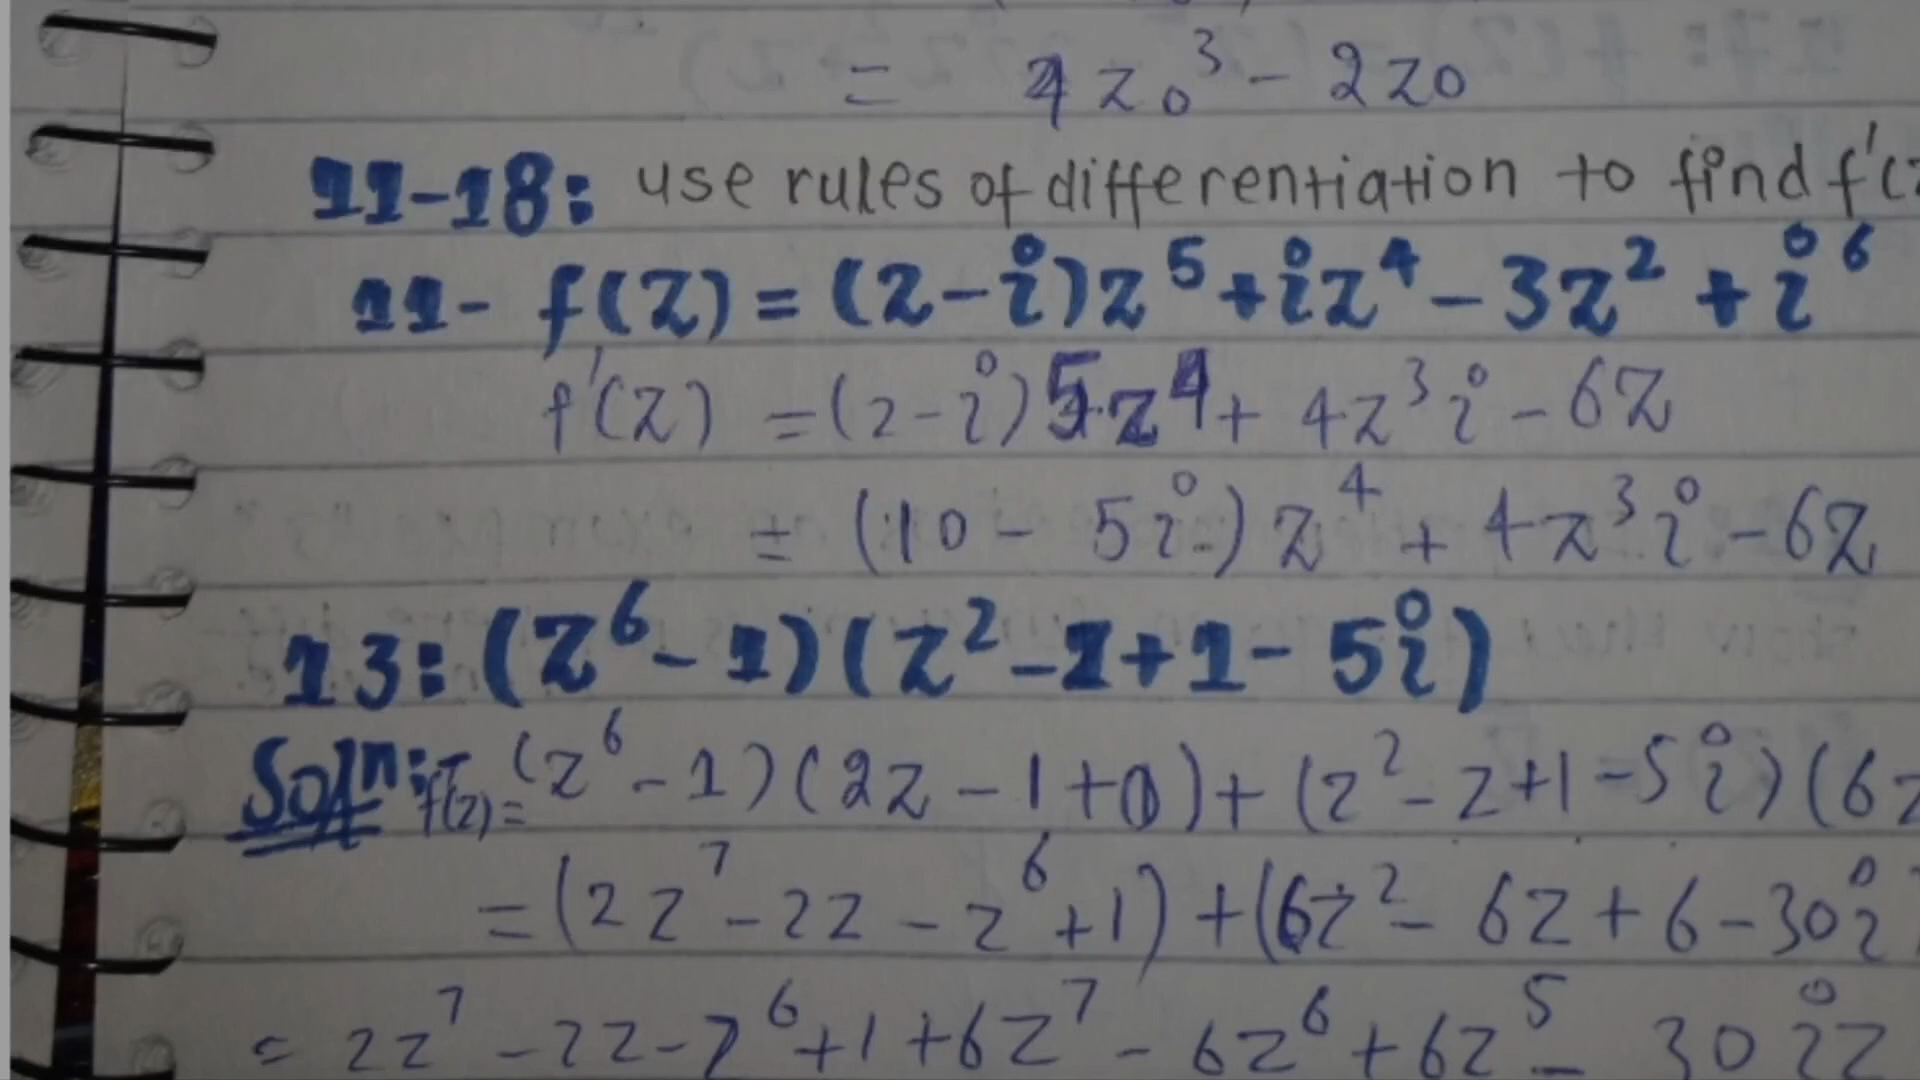 = 4z₀³ - 2z₀
11-18: use rules of differentiation to find f'(z
11- f(z) = (2-i)z⁵ + iz⁴ - 3z² + i⁶
f'(z) = (2-i)5z⁴ + 4z³i - 6z
= (10 - 5i)z⁴ + 4z³i - 6z
13: (z⁶ - 1)(z² - z + 1 - 5i)
Soln: f'(z) = (z⁶ - 1)(2z - 1 + 0) + (z² - z + 1 - 5i)(6z
= (2z⁷ - 2z - z⁶ + 1) + (6z² - 6z + 6 - 30i
= 2z⁷ - 2z - z⁶ + 1 + 6z⁷ - 6z⁶ + 6z⁵ - 30iz